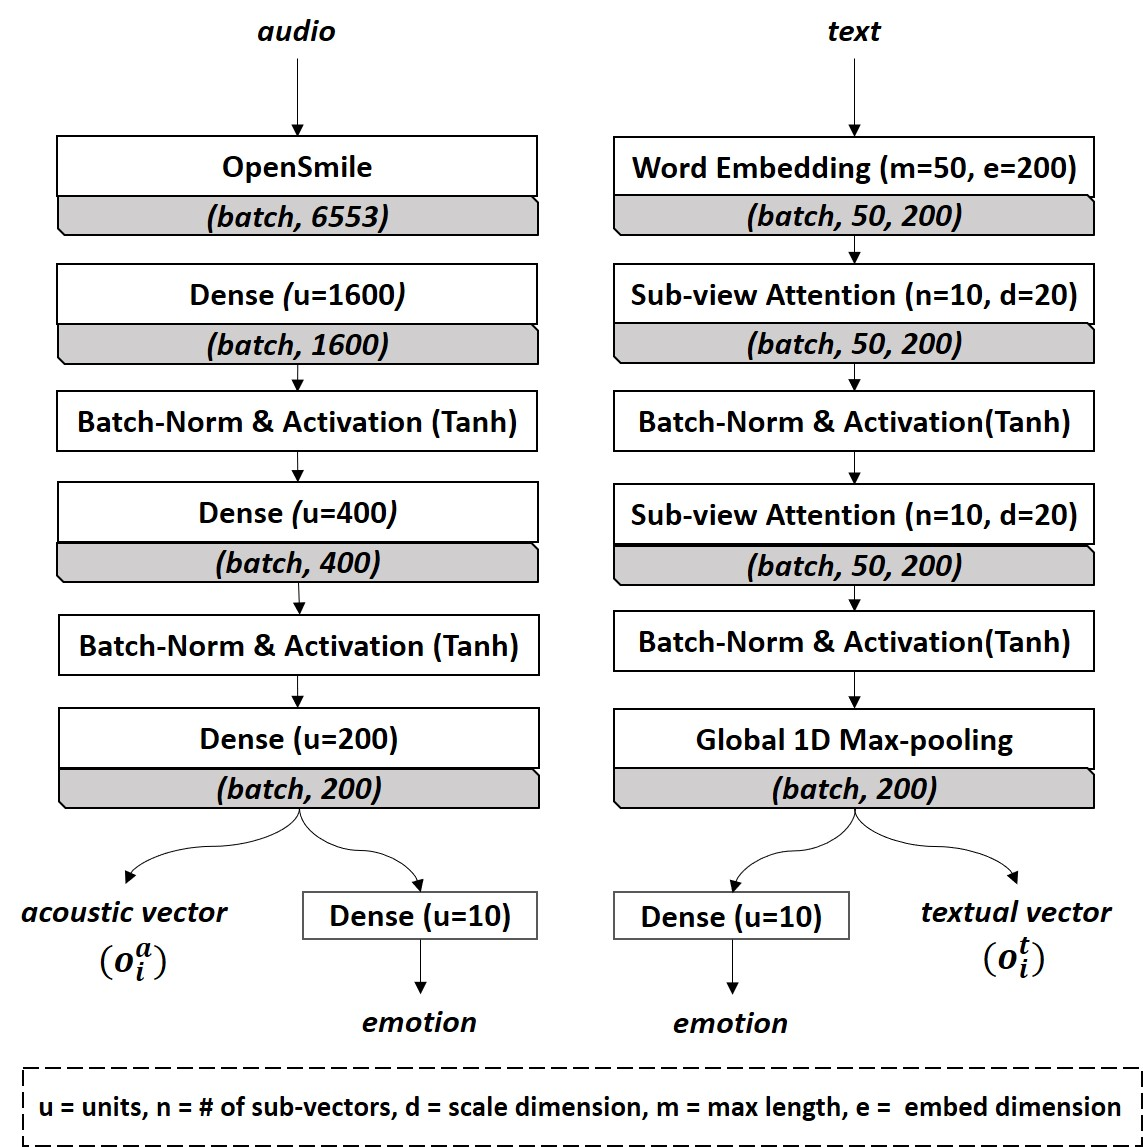 audio
OpenSmile
(batch, 6553)
Dense (u=1600)
(batch, 1600)
Batch-Norm & Activation (Tanh)
Dense (u=400)
(batch, 400)
Batch-Norm & Activation (Tanh)
Dense (u=200)
(batch, 200)
acoustic vector
(o_i^a)
Dense (u=10)
emotion
text
Word Embedding (m=50, e=200)
(batch, 50, 200)
Sub-view Attention (n=10, d=20)
(batch, 50, 200)
Batch-Norm & Activation(Tanh)
Sub-view Attention (n=10, d=20)
(batch, 50, 200)
Batch-Norm & Activation(Tanh)
Global 1D Max-pooling
(batch, 200)
Dense (u=10)
emotion
textual vector
(o_i^t)
u = units, n = # of sub-vectors, d = scale dimension, m = max length, e = embed dimension